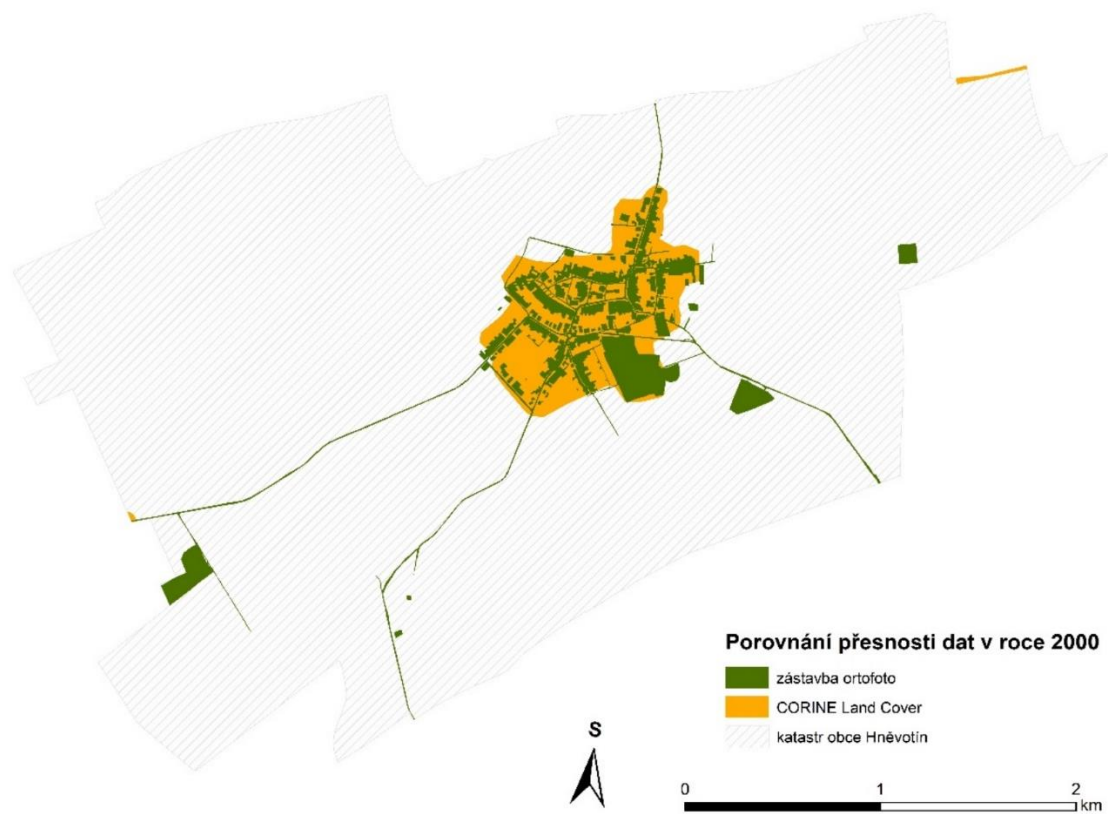 Porovnání přesnosti dat v roce 2000
zástavba ortofoto
CORINE Land Cover
katastr obce Hněvotín
S
0 1 2
km